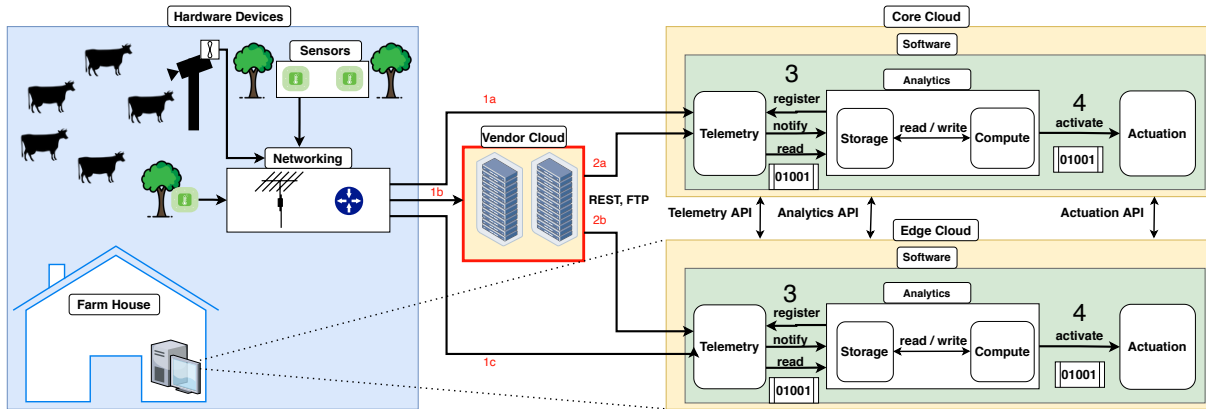 Hardware Devices
Sensors
Networking
Farm House
1a
1b
1c
Vendor Cloud
2a
REST, FTP
2b
Core Cloud
Software
3
Analytics
4
Telemetry
register
notify
read
01001
Storage
read / write
Compute
activate
01001
Actuation
Telemetry API
Analytics API
Actuation API
Edge Cloud
Software
3
Analytics
4
Telemetry
register
notify
read
01001
Storage
read / write
Compute
activate
01001
Actuation